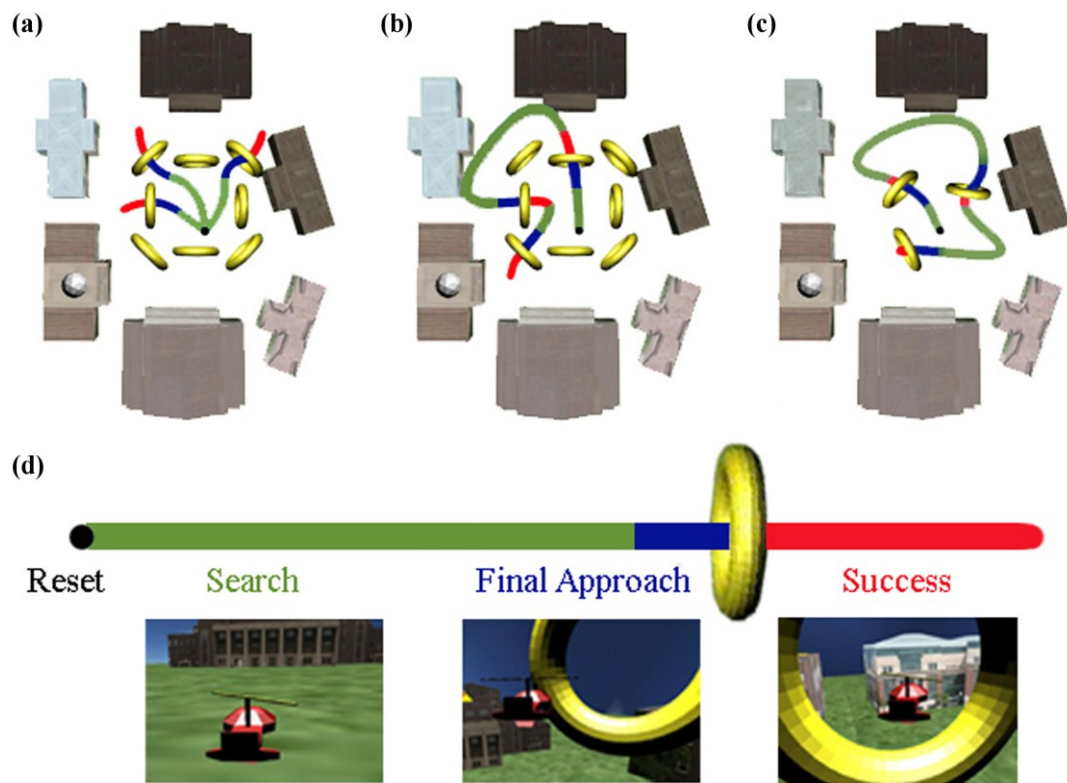 (a)
(b)
(c)
(d)
Reset
Search
Final Approach
Success